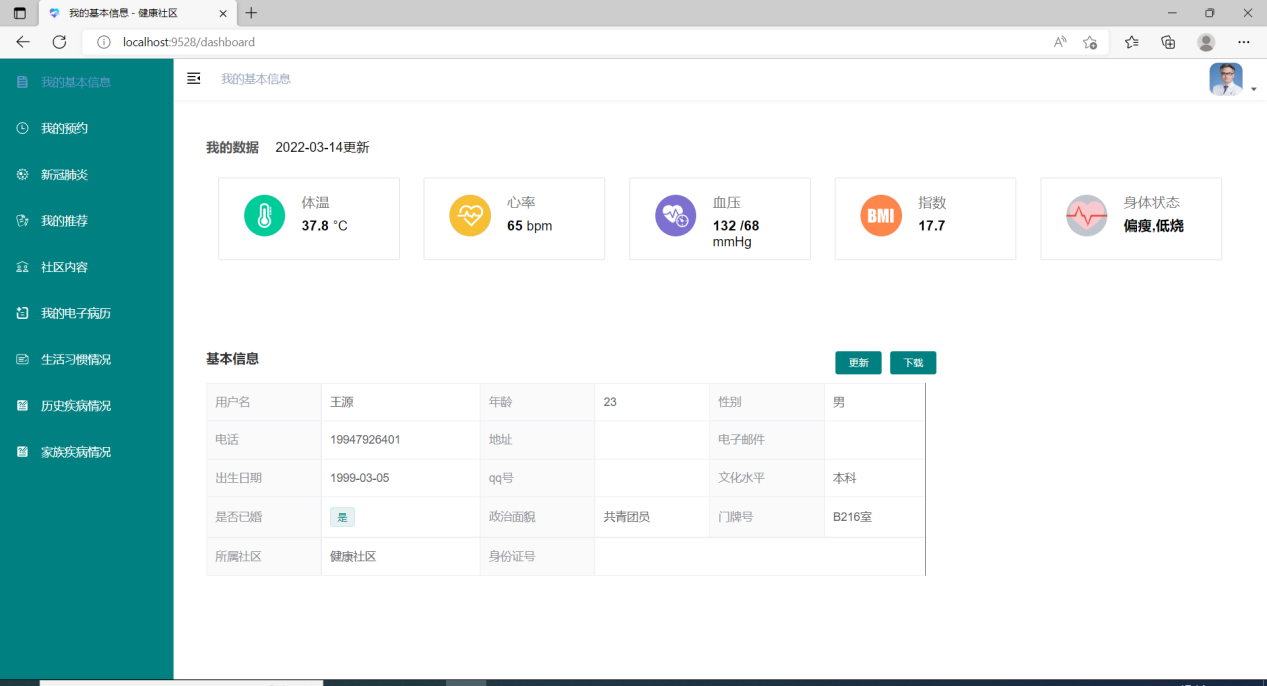 我的基本信息 - 健康社区
localhost:9528/dashboard
我的基本信息
我的预约
新冠肺炎
我的推荐
社区内容
我的电子病历
生活习惯情况
历史疾病情况
家族疾病情况
我的基本信息
我的数据 2022-03-14更新
体温
37.8 °C
心率
65 bpm
血压
132 /68
mmHg
BMI
指数
17.7
身体状态
偏瘦,低烧
基本信息 更新 下载
用户名 王源 年龄 23 性别 男
电话 19947926401 地址 电子邮件
出生日期 1999-03-05 qq号 文化水平 本科
是否已婚 是 政治面貌 共青团员 门牌号 B216室
所属社区 健康社区 身份证号